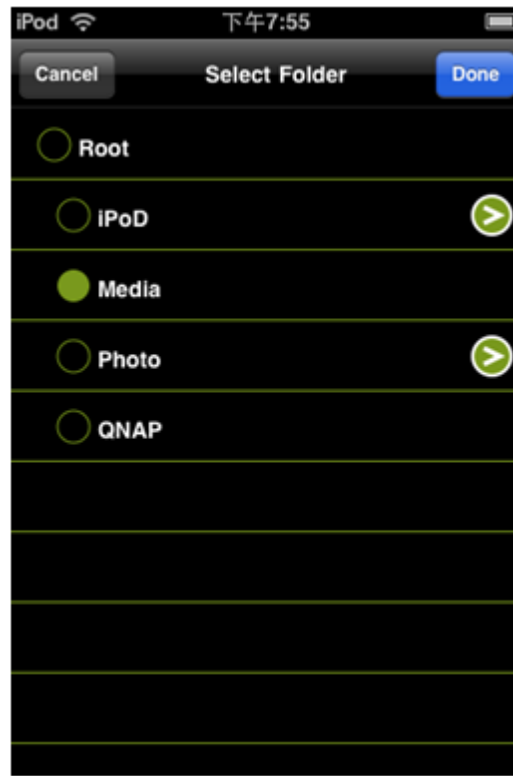 iPod 下午7:55
Cancel Select Folder Done
Root
iPoD
Media
Photo
QNAP